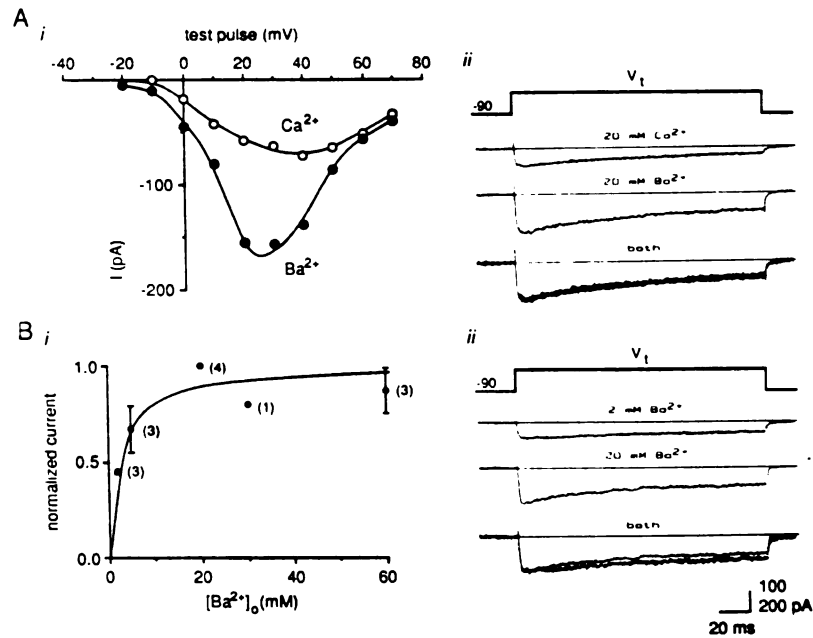 A
i
test pulse (mV)
-40 -20 0 20 40 60 80
Ca2+
-100
I (pA)
Ba2+
-200
ii
Vt
-90
20 mM Ca2+
20 mM Ba2+
both
B
i
1.0
0.5
0.0
normalized current
(3)
(3)
(4)
(1)
(3)
0 20 40 60
[Ba2+]o(mM)
ii
Vt
-90
2 mM Ba2+
20 mM Ba2+
both
100
200 pA
20 ms